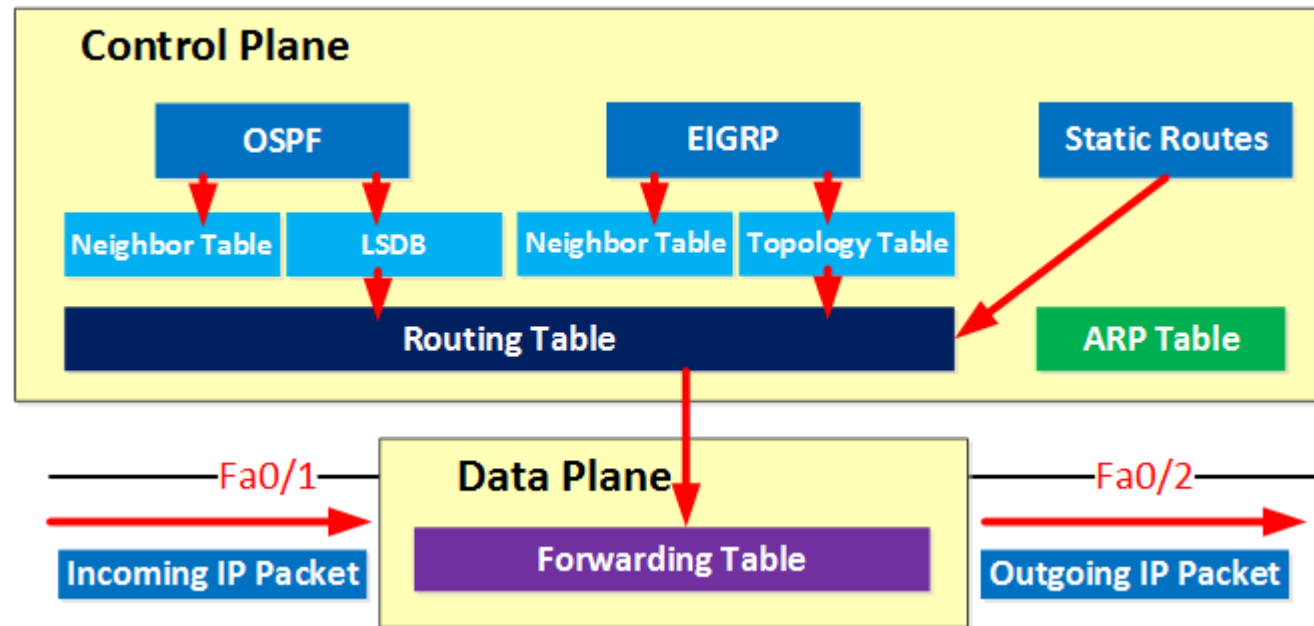 Control Plane
OSPF
EIGRP
Static Routes
Neighbor Table
LSDB
Neighbor Table
Topology Table
Routing Table
ARP Table
Fa0/1
Data Plane
Fa0/2
Forwarding Table
Incoming IP Packet
Outgoing IP Packet